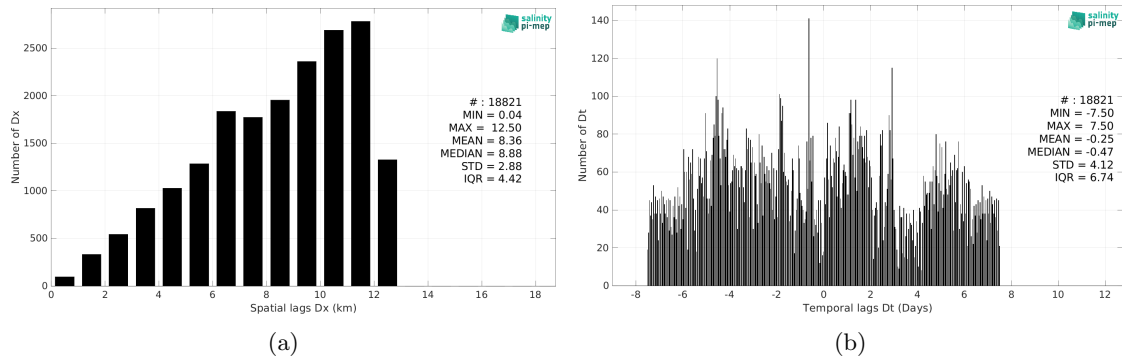 salinity
pi-mep
2500
2000
1500
1000
500
0
Number of Dx
# : 18821
MIN = 0.04
MAX = 12.50
MEAN = 8.36
MEDIAN = 8.88
STD = 2.88
IQR = 4.42
0 2 4 6 8 10 12 14 16 18
Spatial lags Dx (km)
(a)
salinity
pi-mep
140
120
100
80
60
40
20
0
Number of Dt
# : 18821
MIN = -7.50
MAX = 7.50
MEAN = -0.25
MEDIAN = -0.47
STD = 4.12
IQR = 6.74
-8 -6 -4 -2 0 2 4 6 8 10 12
Temporal lags Dt (Days)
(b)